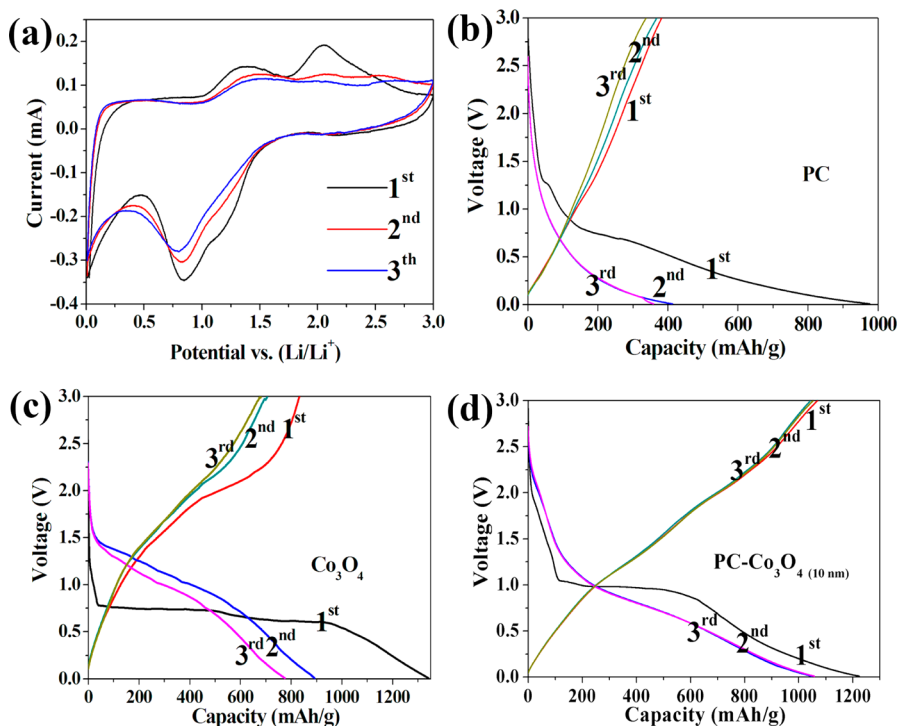 (a)
0.2
0.1
0.0
-0.1
-0.2
-0.3
-0.4
Current (mA)
1st
2nd
3th
0.0 0.5 1.0 1.5 2.0 2.5 3.0
Potential vs. (Li/Li+)
(b)
3.0
2.5
2.0
1.5
1.0
0.5
0.0
Voltage (V)
2nd
3rd
1st
PC
1st
3rd
2nd
0 200 400 600 800 1000
Capacity (mAh/g)
(c)
3.0
2.5
2.0
1.5
1.0
0.5
0.0
Voltage (V)
1st
2nd
3rd
Co3O4
1st
2nd
3rd
0 200 400 600 800 1000 1200
Capacity (mAh/g)
(d)
3.0
2.5
2.0
1.5
1.0
0.5
0.0
Voltage (V)
1st
2nd
3rd
PC-Co3O4 (10 nm)
3rd
2nd
1st
0 200 400 600 800 1000 1200
Capacity (mAh/g)